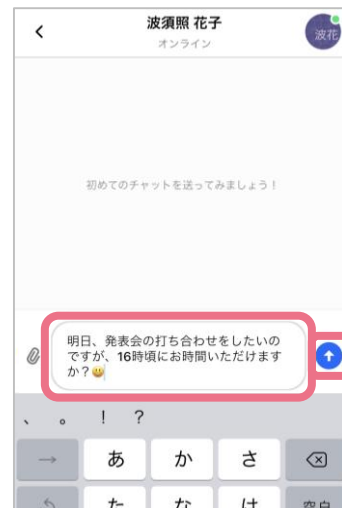 波須照 花子
オンライン
波花
初めてのチャットを送ってみましょう！
明日、発表会の打ち合わせをしたいの
ですが、16時頃にお時間いただけます
か？😃
、 。 ！ ？
→ あ か さ
た な は 空白